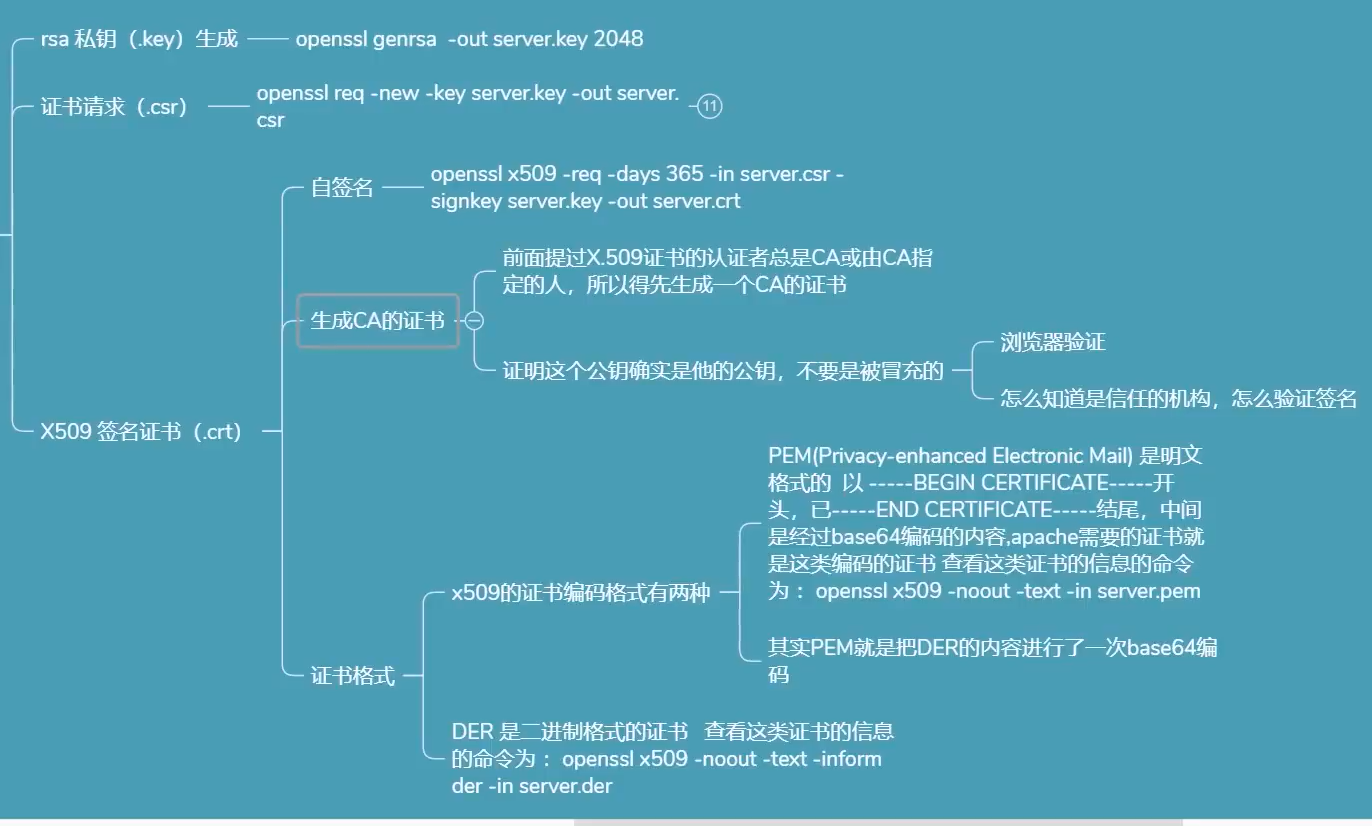 rsa 私钥（.key）生成
openssl genrsa  -out server.key 2048
证书请求（.csr）
openssl req -new -key server.key -out server.
csr
11
自签名
openssl x509 -req -days 365 -in server.csr -
signkey server.key -out server.crt
前面提过X.509证书的认证者总是CA或由CA指
定的人，所以得先生成一个CA的证书
生成CA的证书
证明这个公钥确实是他的公钥，不要是被冒充的
浏览器验证
怎么知道是信任的机构，怎么验证签名
X509 签名证书（.crt）
PEM(Privacy-enhanced Electronic Mail) 是明文
格式的  以 -----BEGIN CERTIFICATE-----开
头，已-----END CERTIFICATE-----结尾，中间
是经过base64编码的内容,apache需要的证书就
是这类编码的证书 查看这类证书的信息的命令
为： openssl x509 -noout -text -in server.pem
x509的证书编码格式有两种
其实PEM就是把DER的内容进行了一次base64编
码
证书格式
DER 是二进制格式的证书   查看这类证书的信息
的命令为： openssl x509 -noout -text -inform
der -in server.der